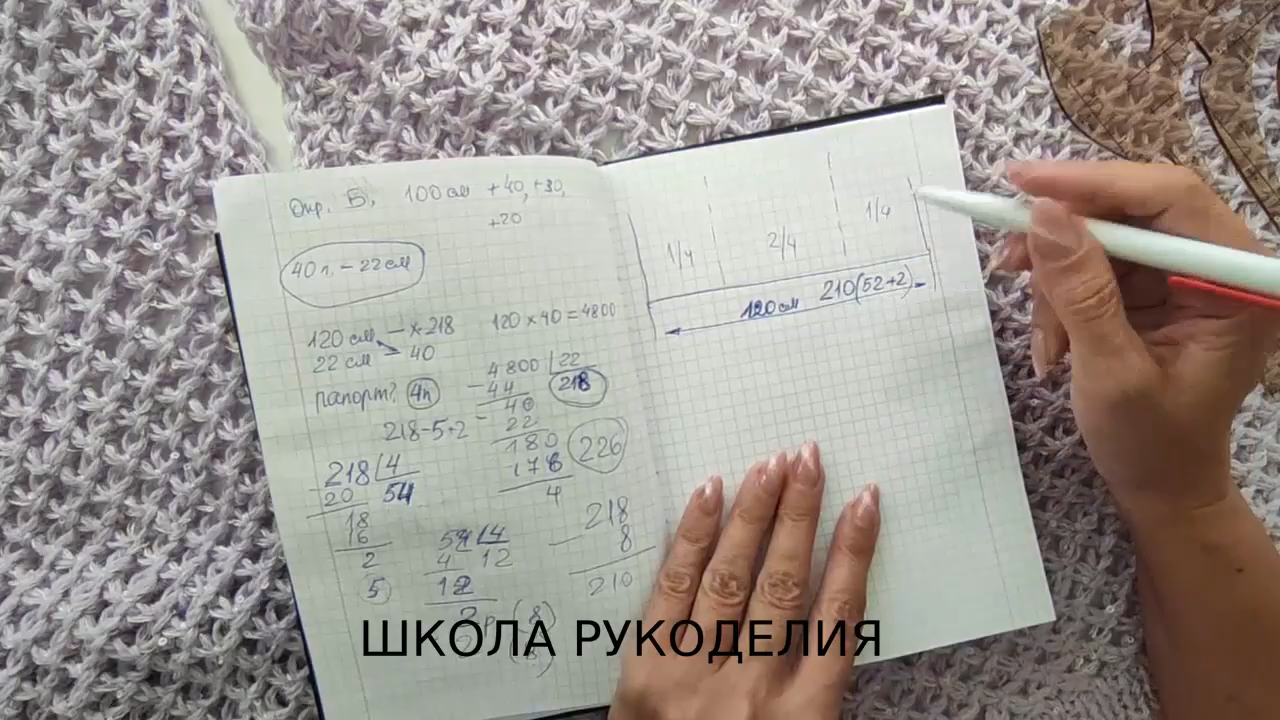 Окр. Б, 100 см +40, +30,
+20
40 п. – 22 см
120 см – x 218
22 см – 40
120 x 40 = 4800
4800 22
44 218
40
22
180
176
4
рапорт? 4п
218-5+2
226
218 4
20 54
18
16
2
5
54 4
4 12
12
218
8
210
1/4 2/4 1/4
120 см 210(52+2)
ШКОЛА РУКОДЕЛИЯ